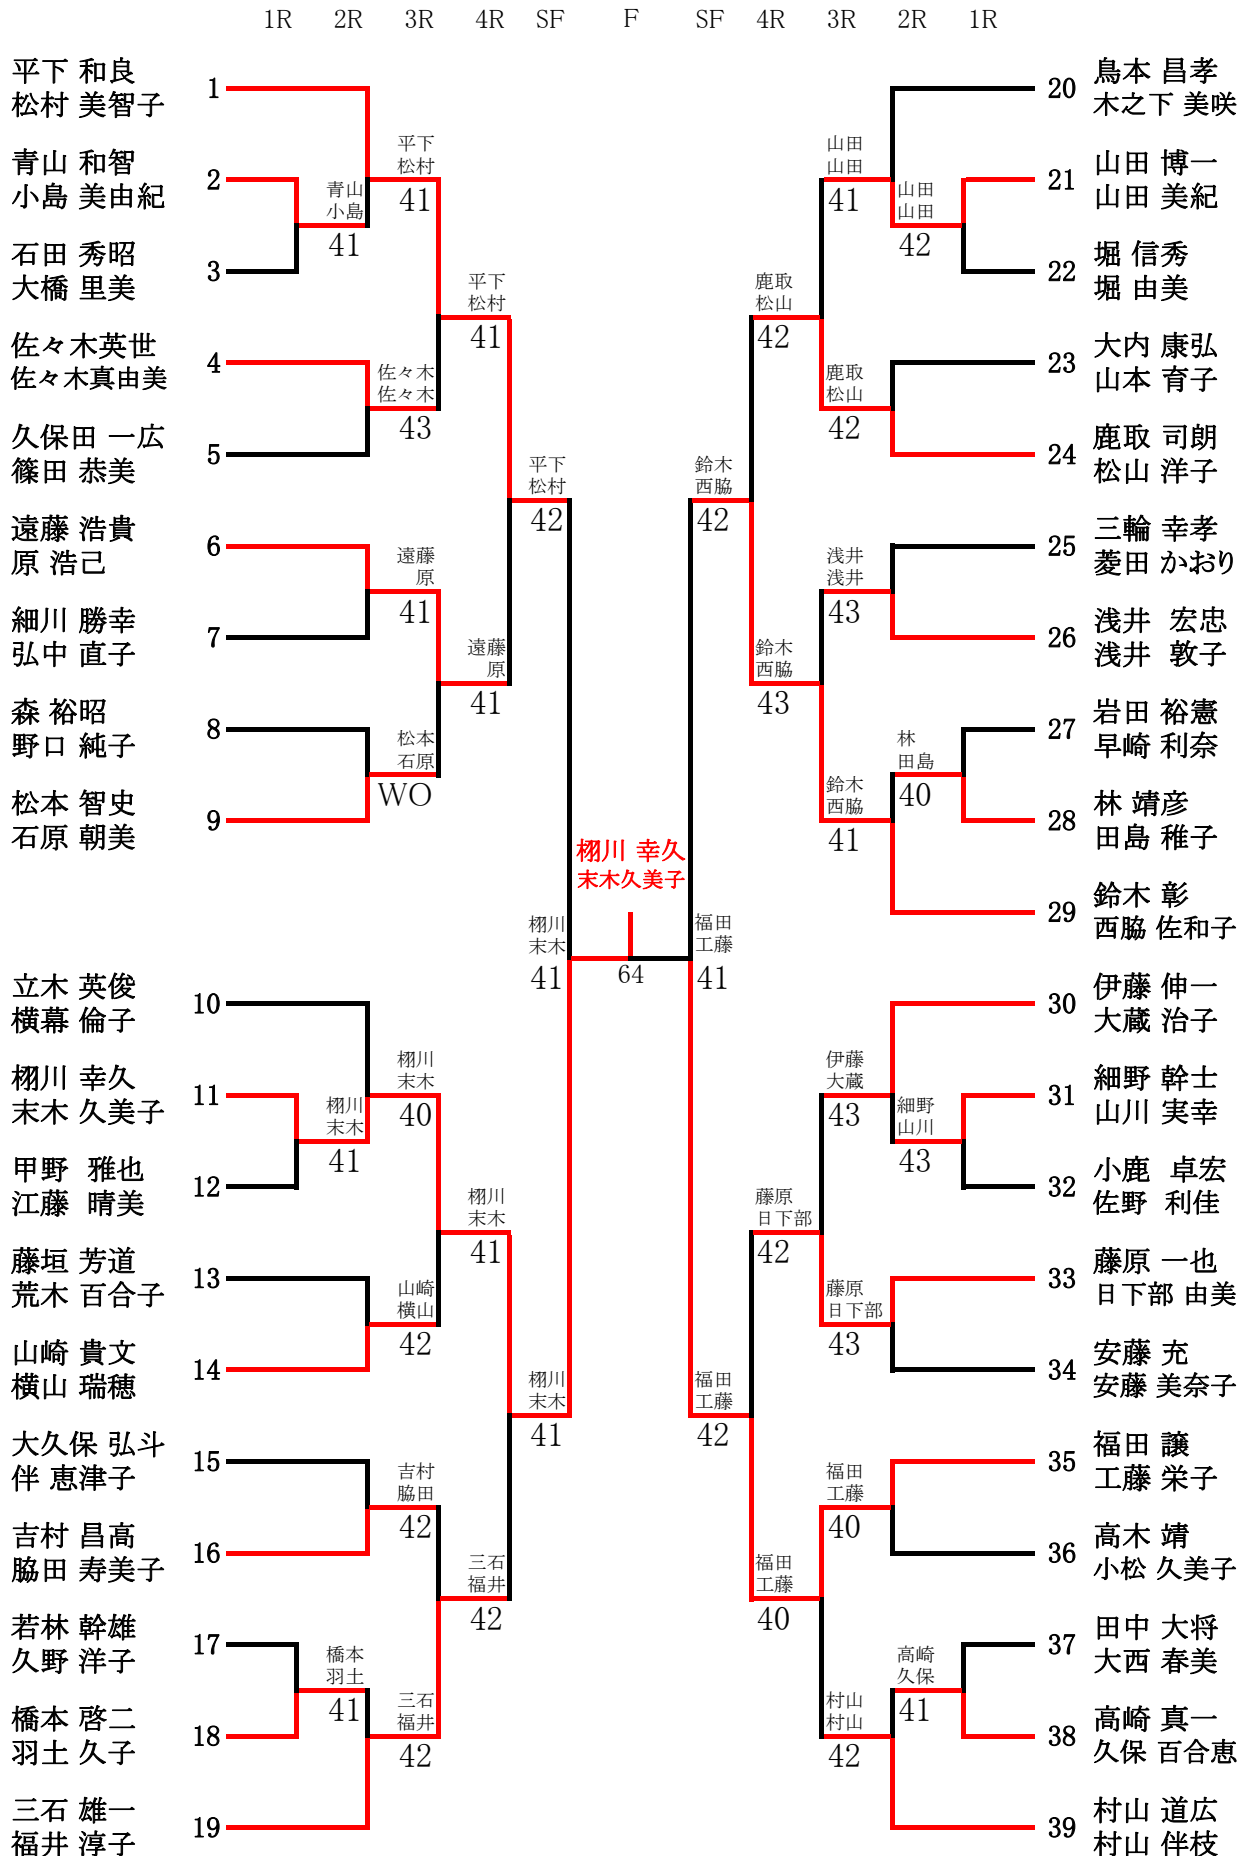 1R 2R 3R 4R SF F SF 4R 3R 2R 1R
平下 和良
松村 美智子
1
青山 和智
小島 美由紀
2
石田 秀昭
大橋 里美
3
佐々木英世
佐々木真由美
4
久保田 一広
篠田 恭美
5
遠藤 浩貴
原 浩己
6
細川 勝幸
弘中 直子
7
森 裕昭
野口 純子
8
松本 智史
石原 朝美
9
立木 英俊
横幕 倫子
10
栩川 幸久
末木 久美子
11
甲野 雅也
江藤 晴美
12
藤垣 芳道
荒木 百合子
13
山崎 貴文
横山 瑞穂
14
大久保 弘斗
伴 恵津子
15
吉村 昌高
脇田 寿美子
16
若林 幹雄
久野 洋子
17
橋本 啓二
羽土 久子
18
三石 雄一
福井 淳子
19
青山
小島
41
栩川
末木
41
橋本
羽土
41
平下
松村
41
佐々木
佐々木
43
遠藤
原
41
松本
石原
WO
栩川
末木
40
山崎
横山
42
吉村
脇田
42
三石
福井
42
平下
松村
41
遠藤
原
41
栩川
末木
41
三石
福井
42
平下
松村
42
栩川
末木
41
栩川
末木
41
栩川 幸久
末木久美子
64
福田
工藤
41
鈴木
西脇
42
福田
工藤
42
鹿取
松山
42
鈴木
西脇
43
藤原
日下部
42
福田
工藤
40
山田
山田
41
鹿取
松山
42
浅井
浅井
43
鈴木
西脇
41
伊藤
大蔵
43
藤原
日下部
43
福田
工藤
40
村山
村山
42
山田
山田
42
林
田島
40
細野
山川
43
高崎
久保
41
20
鳥本 昌孝
木之下 美咲
21
山田 博一
山田 美紀
22
堀 信秀
堀 由美
23
大内 康弘
山本 育子
24
鹿取 司朗
松山 洋子
25
三輪 幸孝
菱田 かおり
26
浅井 宏忠
浅井 敦子
27
岩田 裕憲
早崎 利奈
28
林 靖彦
田島 稚子
29
鈴木 彰
西脇 佐和子
30
伊藤 伸一
大蔵 治子
31
細野 幹士
山川 実幸
32
小鹿 卓宏
佐野 利佳
33
藤原 一也
日下部 由美
34
安藤 充
安藤 美奈子
35
福田 譲
工藤 栄子
36
高木 靖
小松 久美子
37
田中 大将
大西 春美
38
高崎 真一
久保 百合恵
39
村山 道広
村山 伴枝